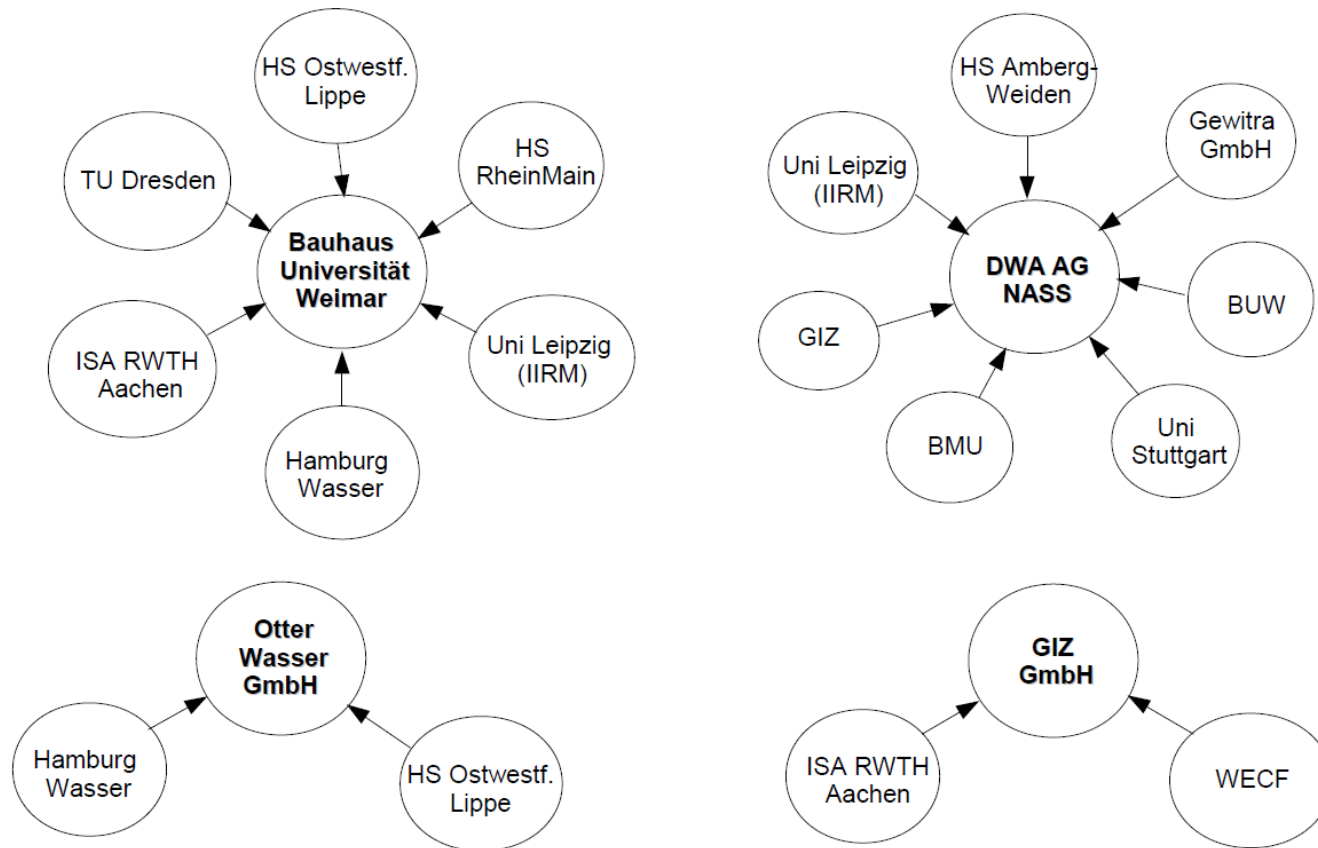 HS Ostwestf.
Lippe
TU Dresden
HS
RheinMain
Bauhaus
Universität
Weimar
ISA RWTH
Aachen
Uni Leipzig
(IIRM)
Hamburg
Wasser
HS Amberg-
Weiden
Gewitra
GmbH
Uni Leipzig
(IIRM)
DWA AG
NASS
BUW
GIZ
BMU
Uni
Stuttgart
Otter
Wasser
GmbH
Hamburg
Wasser
HS Ostwestf.
Lippe
GIZ
GmbH
ISA RWTH
Aachen
WECF